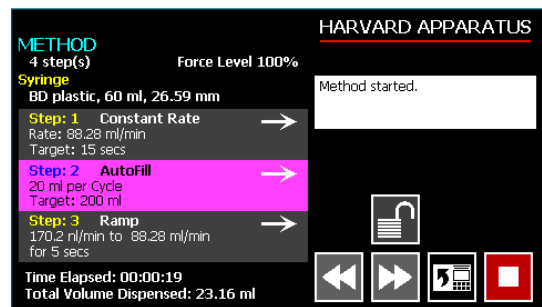 HARVARD APPARATUS
METHOD
4 step(s) Force Level 100%
Syringe
BD plastic, 60 ml, 26.59 mm
Method started.
Step: 1 Constant Rate
Rate: 88.28 ml/min
Target: 15 secs
Step: 2 AutoFill
20 ml per Cycle
Target: 200 ml
Step: 3 Ramp
170.2 nl/min to 88.28 ml/min
for 5 secs
Time Elapsed: 00:00:19
Total Volume Dispensed: 23.16 ml